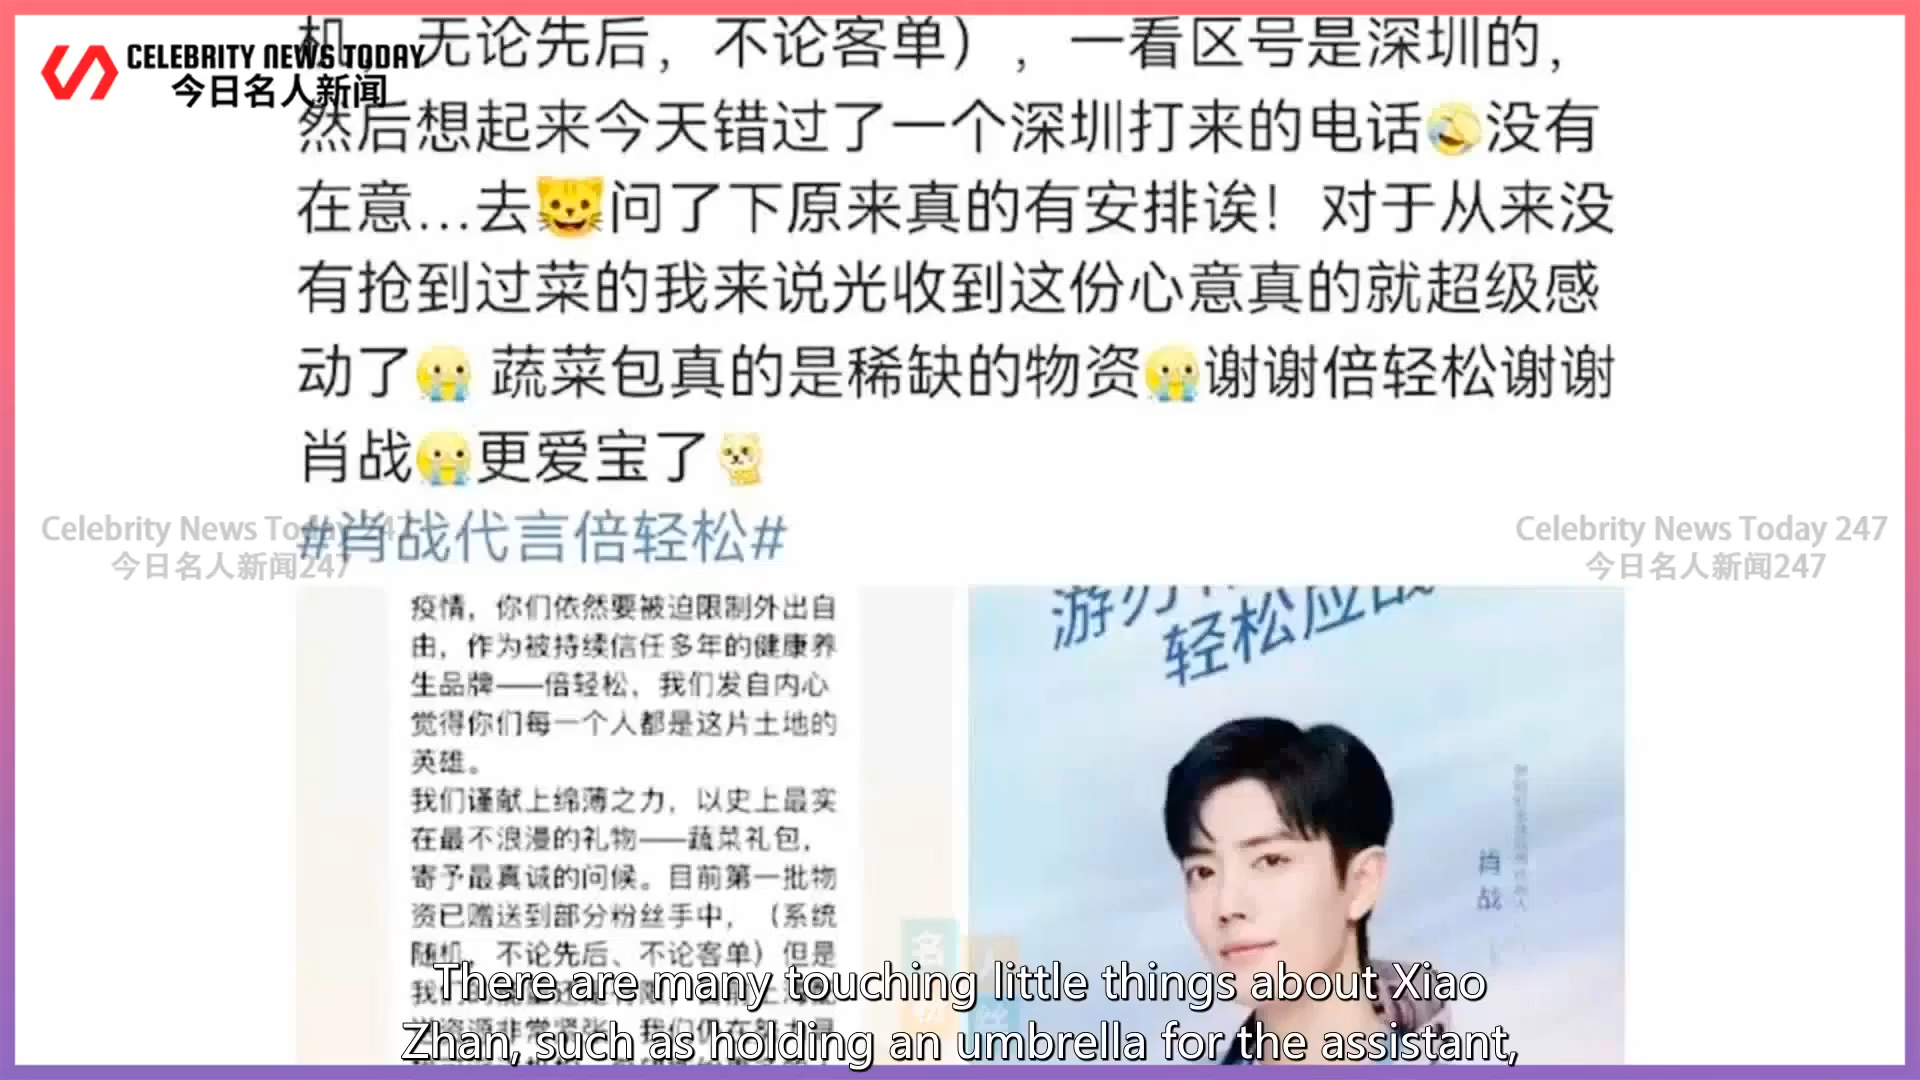 CELEBRITY NEWS TODAY
今日名人新闻
机，无论先后，不论客单），一看区号是深圳的，
然后想起来今天错过了一个深圳打来的电话🤣没有
在意…去😺问了下原来真的有安排诶！对于从来没
有抢到过菜的我来说光收到这份心意真的就超级感
动了😭 蔬菜包真的是稀缺的物资😭谢谢倍轻松谢谢
肖战😭更爱宝了
#肖战代言倍轻松#
Celebrity News Today 247
今日名人新闻247
Celebrity News Today 247
今日名人新闻247
疫情，你们依然要被迫限制外出自
由，作为被持续信任多年的健康养
生品牌——倍轻松，我们发自内心
觉得你们每一个人都是这片土地的
英雄。
我们谨献上绵薄之力，以史上最实
在最不浪漫的礼物——蔬菜礼包，
寄予最真诚的问候。目前第一批物
资已赠送到部分粉丝手中，（系统
随机，不论先后、不论客单）但是
轻松应战
肖战
There are many touching little things about Xiao
Zhan, such as holding an umbrella for the assistant,